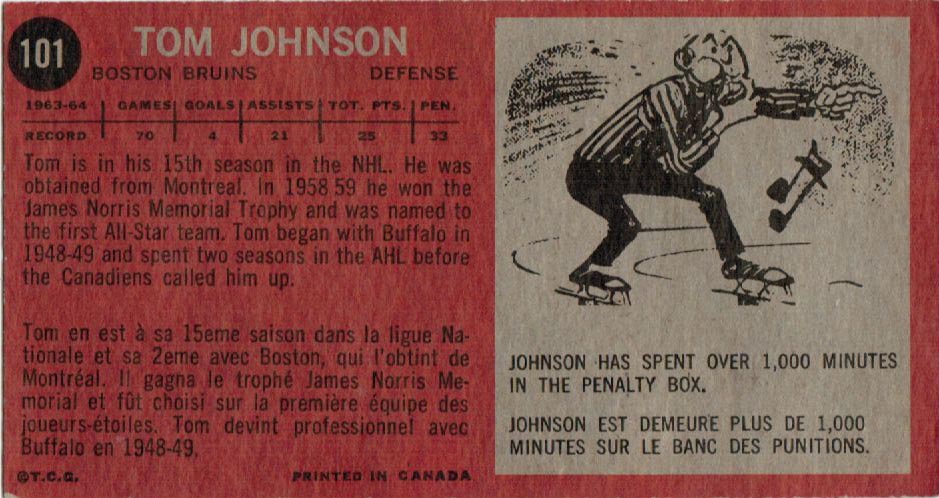 101
TOM JOHNSON
BOSTON BRUINS DEFENSE
1963-64 GAMES GOALS ASSISTS TOT. PTS. PEN.
RECORD 70 4 21 25 33
Tom is in his 15th season in the NHL. He was
obtained from Montreal. In 1958 59 he won the
James Norris Memorial Trophy and was named to
the first All-Star team. Tom began with Buffalo in
1948-49 and spent two seasons in the AHL before
the Canadiens called him up.
Tom en est à sa 15eme saison dans la ligue Na-
tionale et sa 2eme avec Boston, qui l'obtint de
Montréal. Il gagna le trophé James Norris Me-
morial et fût choisi sur la première équipe des
joueurs-étoiles. Tom devint professionnel avec
Buffalo en 1948-49.
©T.C.G. PRINTED IN CANADA
JOHNSON HAS SPENT OVER 1,000 MINUTES
IN THE PENALTY BOX.
JOHNSON EST DEMEURE PLUS DE 1,000
MINUTES SUR LE BANC DES PUNITIONS.